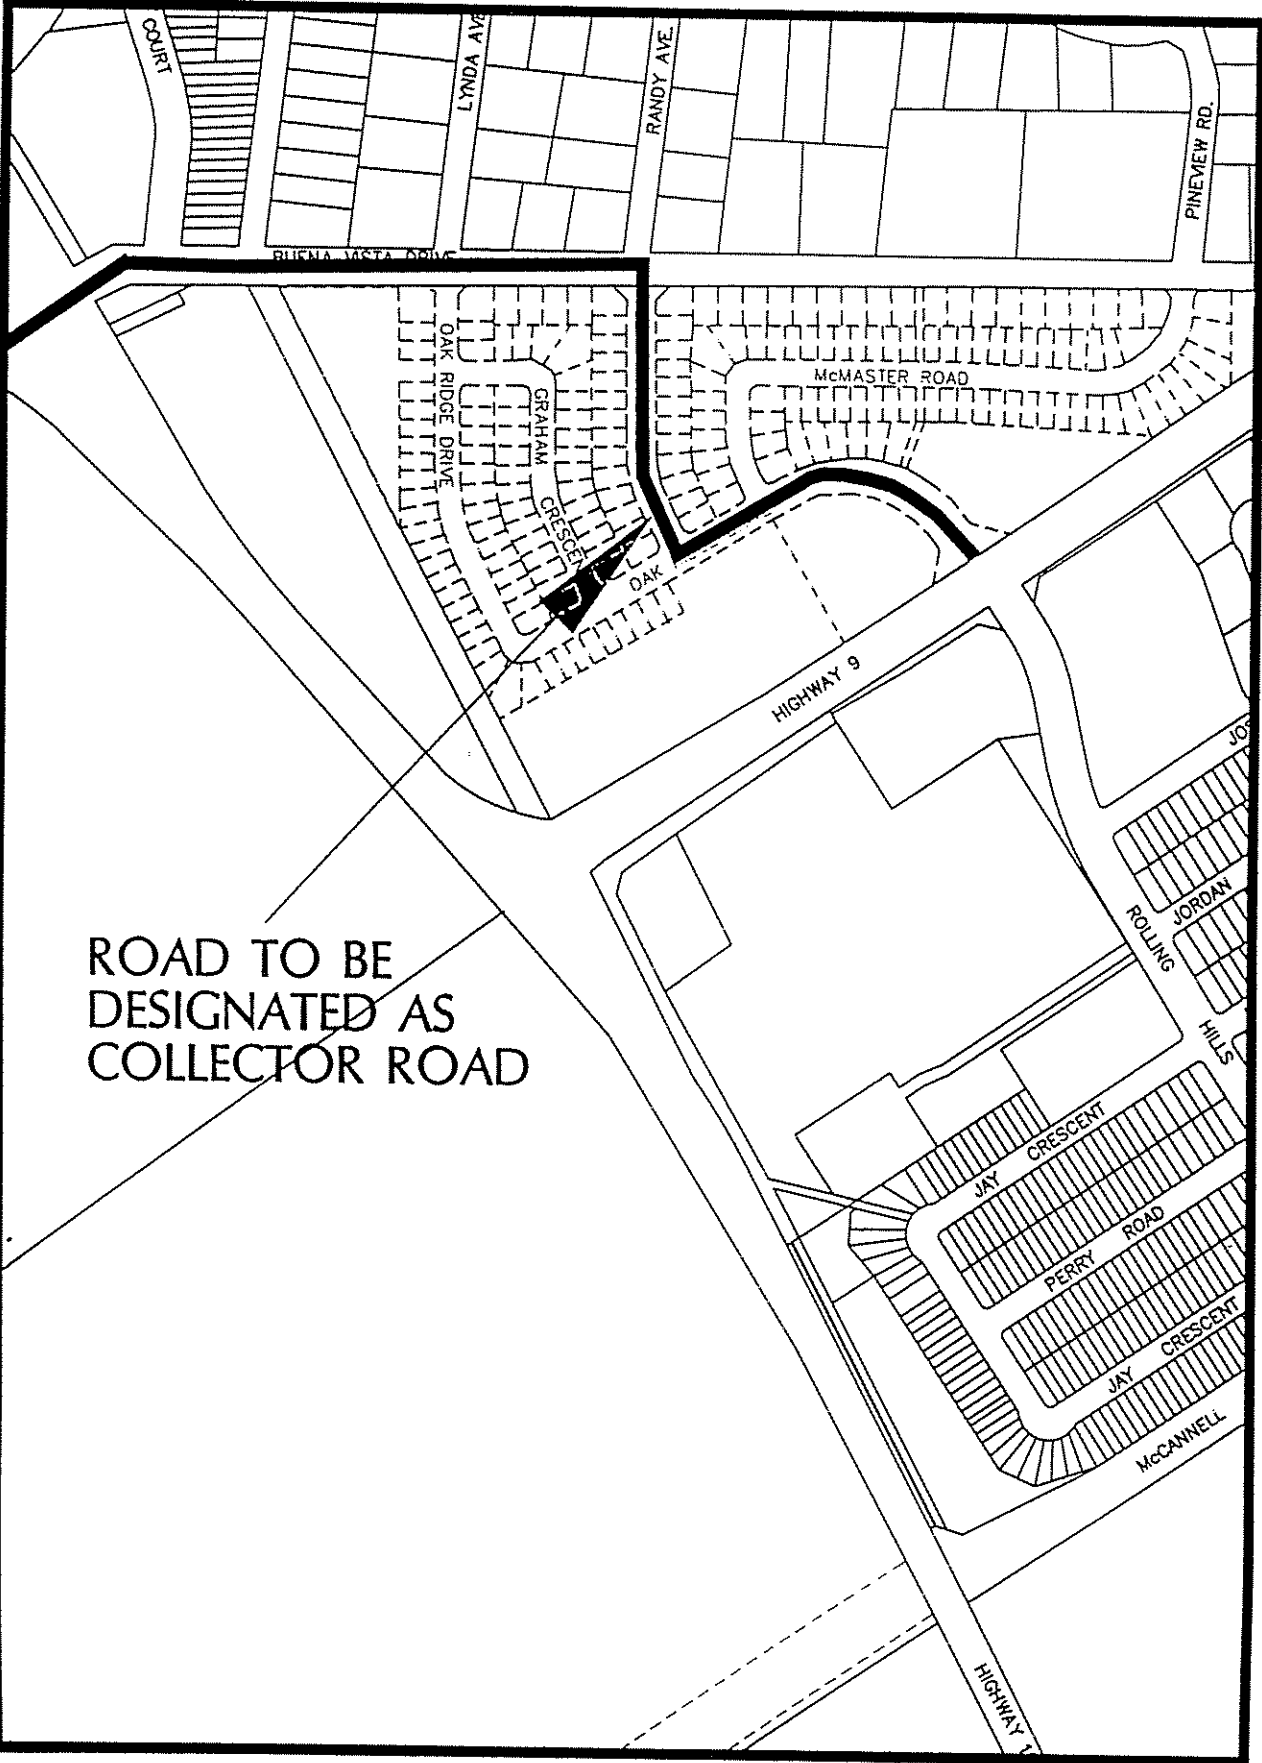 COURT
LYNDA AVE
RANDY AVE.
PINEVIEW RD.
BUENA VISTA DRIVE
OAK RIDGE DRIVE
GRAHAM
CRESCEN
McMASTER ROAD
OAK
HIGHWAY 9
JOS
JORDAN
ROLLING
HILLS
ROAD TO BE
DESIGNATED AS
COLLECTOR ROAD
JAY CRESCENT
PERRY ROAD
JAY CRESCENT
McCANNELL
HIGHWAY 1